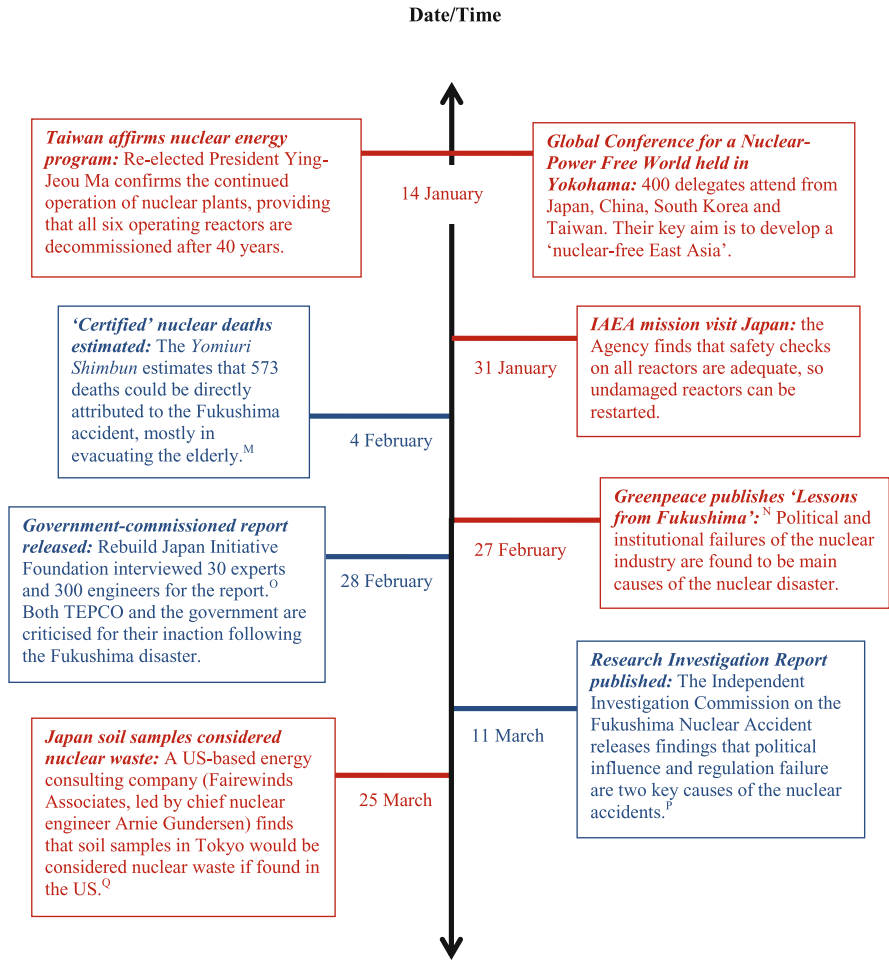 Date/Time
Taiwan affirms nuclear energy
program: Re-elected President Ying-
Jeou Ma confirms the continued
operation of nuclear plants, providing
that all six operating reactors are
decommissioned after 40 years.
14 January
Global Conference for a Nuclear-
Power Free World held in
Yokohama: 400 delegates attend from
Japan, China, South Korea and
Taiwan. Their key aim is to develop a
‘nuclear-free East Asia’.
31 January
IAEA mission visit Japan: the
Agency finds that safety checks
on all reactors are adequate, so
undamaged reactors can be
restarted.
‘Certified’ nuclear deaths
estimated: The Yomiuri
Shimbun estimates that 573
deaths could be directly
attributed to the Fukushima
accident, mostly in
evacuating the elderly.M
4 February
27 February
Greenpeace publishes ‘Lessons
from Fukushima’:N Political and
institutional failures of the nuclear
industry are found to be main
causes of the nuclear disaster.
Government-commissioned report
released: Rebuild Japan Initiative
Foundation interviewed 30 experts
and 300 engineers for the report.O
Both TEPCO and the government are
criticised for their inaction following
the Fukushima disaster.
28 February
11 March
Research Investigation Report
published: The Independent
Investigation Commission on the
Fukushima Nuclear Accident
releases findings that political
influence and regulation failure
are two key causes of the nuclear
accidents.P
Japan soil samples considered
nuclear waste: A US-based energy
consulting company (Fairewinds
Associates, led by chief nuclear
engineer Arnie Gundersen) finds
that soil samples in Tokyo would be
considered nuclear waste if found in
the US.Q
25 March